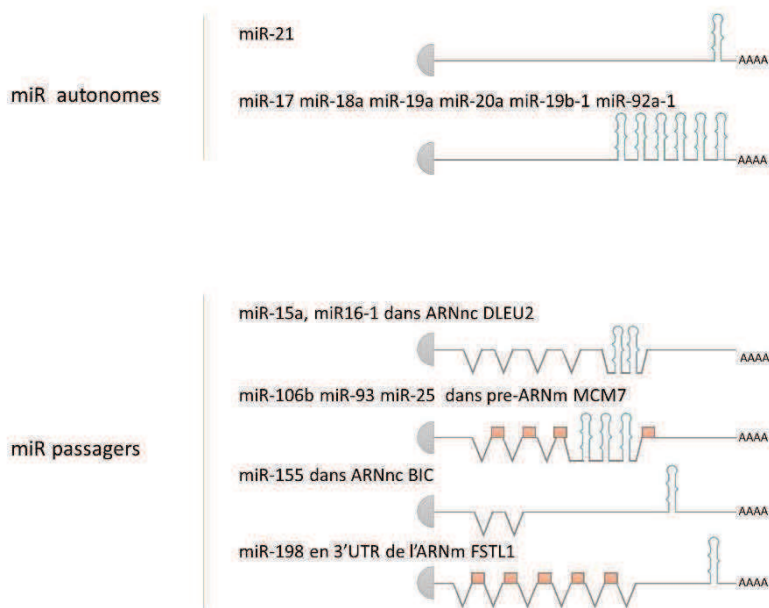 miR-21
AAAA
miR autonomes
miR-17 miR-18a miR-19a miR-20a miR-19b-1 miR-92a-1
AAAA
miR-15a, miR16-1 dans ARNnc DLEU2
AAAA
miR-106b miR-93 miR-25 dans pre-ARNm MCM7
AAAA
miR passagers
miR-155 dans ARNnc BIC
AAAA
miR-198 en 3'UTR de l'ARNm FSTL1
AAAA